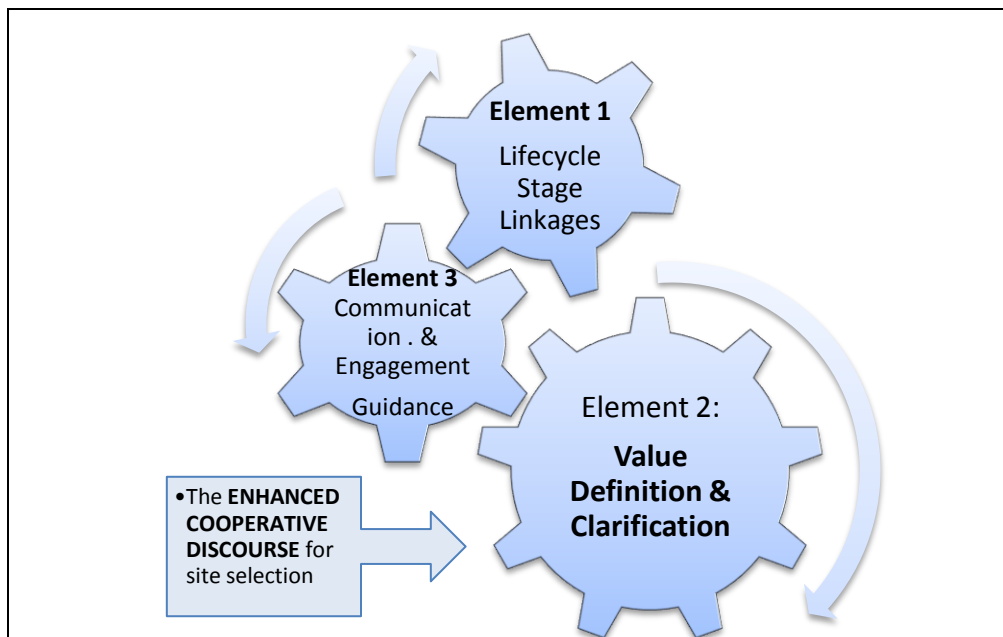 Element 1
Lifecycle
Stage
Linkages
Element 3
Communicat
ion . &
Engagement
Guidance
Element 2:
Value
Definition &
Clarification
•The ENHANCED
COOPERATIVE
DISCOURSE for
site selection